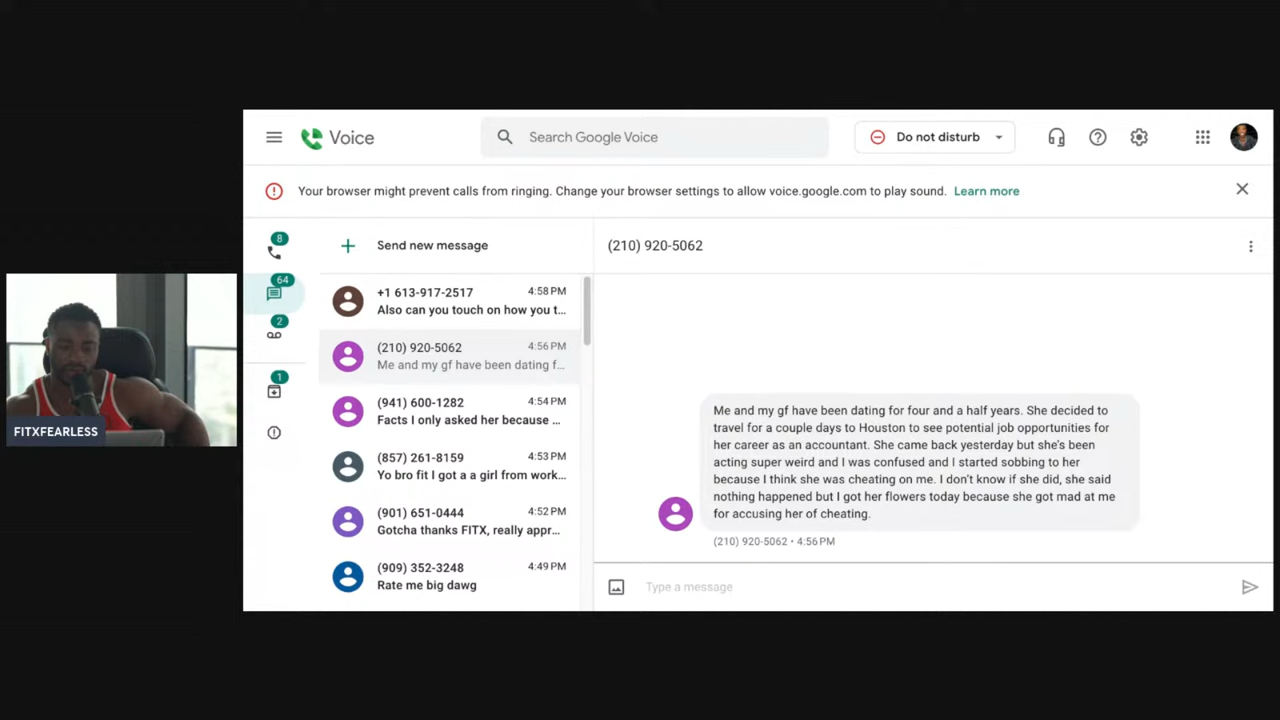 Voice
Search Google Voice
Do not disturb
Your browser might prevent calls from ringing. Change your browser settings to allow voice.google.com to play sound. Learn more
8
64
2
1
Send new message
+1 613-917-2517 4:58 PM
Also can you touch on how you t...
(210) 920-5062 4:56 PM
Me and my gf have been dating f...
(941) 600-1282 4:54 PM
Facts I only asked her because ...
(857) 261-8159 4:53 PM
Yo bro fit I got a a girl from work...
(901) 651-0444 4:52 PM
Gotcha thanks FITX, really appr...
(909) 352-3248 4:49 PM
Rate me big dawg
(210) 920-5062
Me and my gf have been dating for four and a half years. She decided to
travel for a couple days to Houston to see potential job opportunities for
her career as an accountant. She came back yesterday but she's been
acting super weird and I was confused and I started sobbing to her
because I think she was cheating on me. I don't know if she did, she said
nothing happened but I got her flowers today because she got mad at me
for accusing her of cheating.
(210) 920-5062 • 4:56 PM
Type a message
FITXFEARLESS